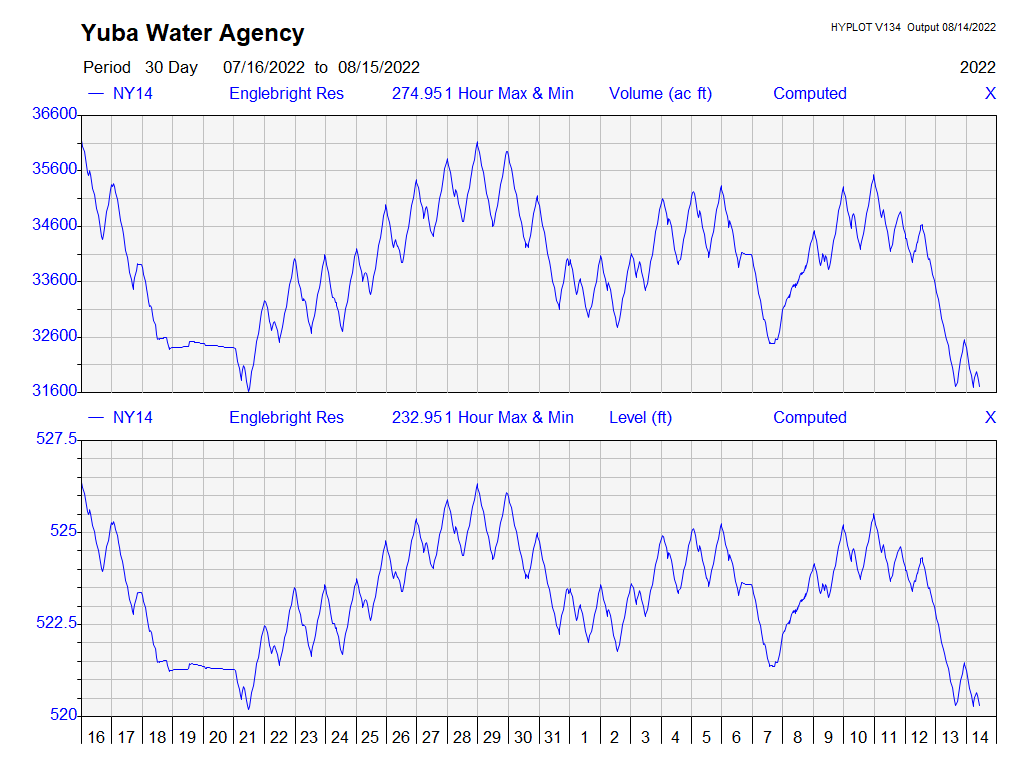 Yuba Water Agency
HYPLOT V134 Output 08/14/2022
Period 30 Day 07/16/2022 to 08/15/2022 2022
NY14 Englebright Res 274.951 Hour Max & Min Volume (ac ft) Computed X
36600
35600
34600
33600
32600
31600
NY14 Englebright Res 232.951 Hour Max & Min Level (ft) Computed X
527.5
525
522.5
520
16 17 18 19 20 21 22 23 24 25 26 27 28 29 30 31 1 2 3 4 5 6 7 8 9 10 11 12 13 14